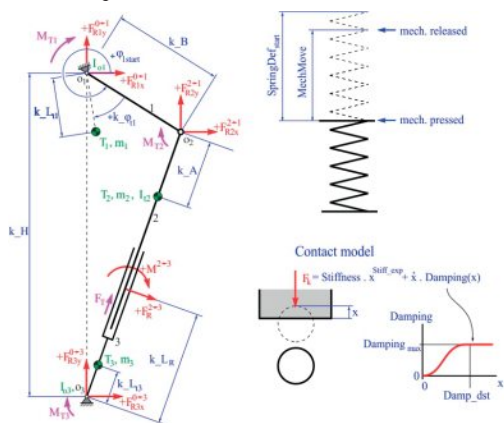 M_T1
+F_R2y^0→1
+φ_1start
k_B
I_o1
o_1
+F_R1x^0→1
k_L_t1
+k_φ_t1
1
+F_R2y^2→1
+F_R2x^2→1
T_1, m_1
M_T2
o_2
k_A
T_2, m_2
I_t2
2
k_H
+M^2→3
F_T
+F_R^2→3
3
k_L_R
T_3, m_3
+F_R3y^0→3
k_L_t3
I_o3, o_3
+F_R3x^0→3
M_T3
SpringDef_start
MechMove
mech. released
mech. pressed
Contact model
F_k = Stiffness . x^Stiff_exp + ẋ . Damping(x)
x
Damping
Damping_max
0
0
Damp_dst
x